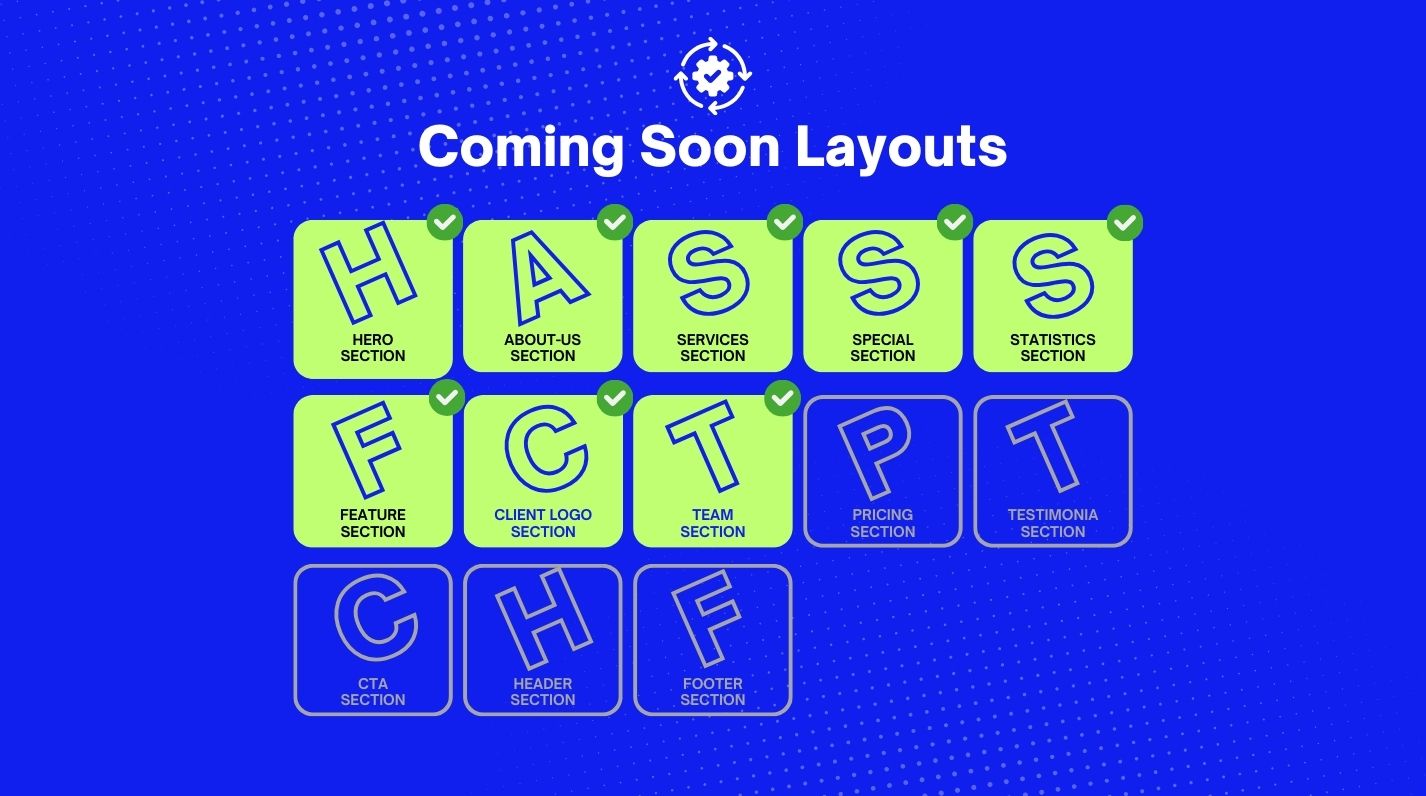 Coming Soon Layouts
H
HERO
SECTION
A
ABOUT-US
SECTION
S
SERVICES
SECTION
S
SPECIAL
SECTION
S
STATISTICS
SECTION
F
FEATURE
SECTION
C
CLIENT LOGO
SECTION
T
TEAM
SECTION
P
PRICING
SECTION
T
TESTIMONIA
SECTION
C
CTA
SECTION
H
HEADER
SECTION
F
FOOTER
SECTION